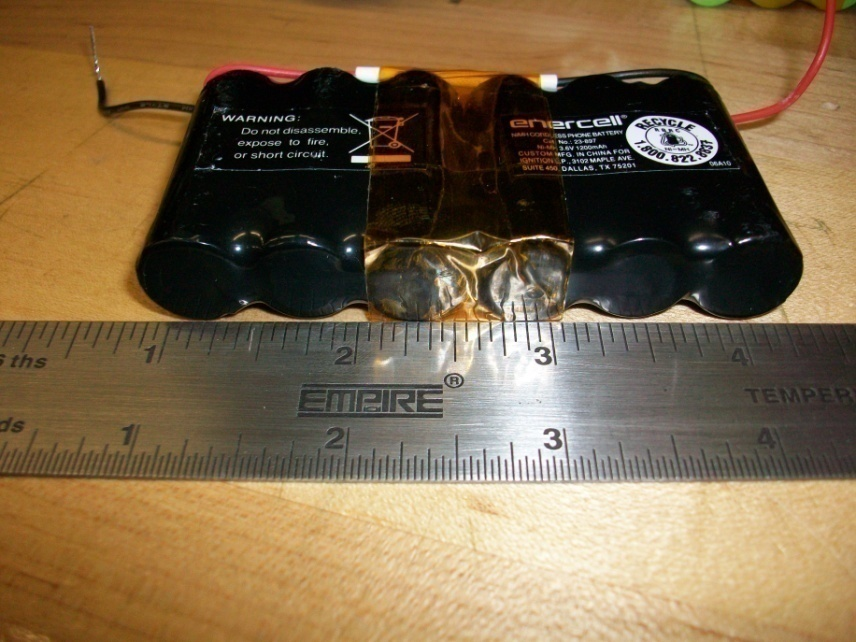 WARNING:
Do not disassemble,
expose to fire,
or short circuit.
enercell®
NiMH CORDLESS PHONE BATTERY
Cat. No.: 23-897
Ni-MH 3.6V 1200mAh
CUSTOM MFG. IN CHINA FOR
IGNITION L.P., 3102 MAPLE AVE.
SUITE 450 DALLAS, TX 75201
RECYCLE
RBRC
Ni-MH
1.800.822.8837
1 2 3 4
ths
EMPIRE®
TEMPER
ds
1 2 3 4